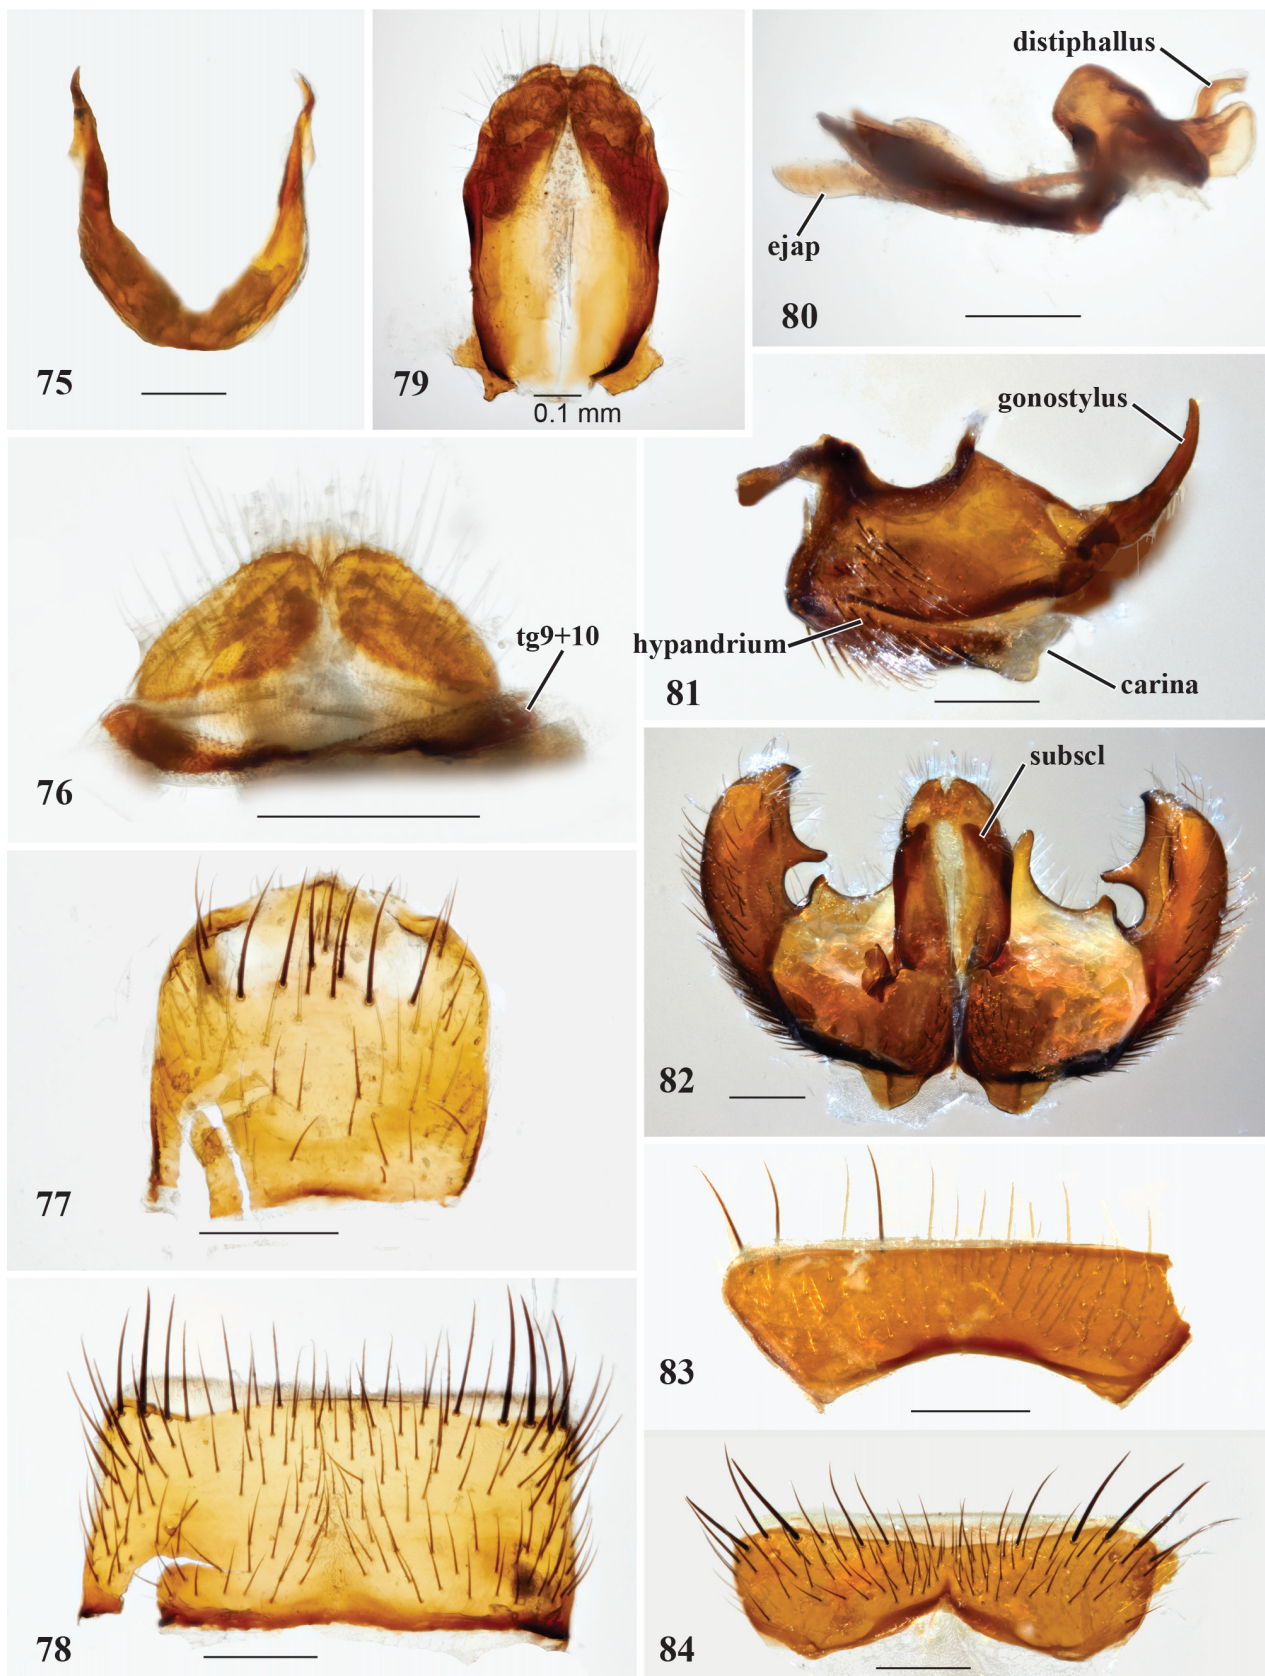 75
79
0.1 mm
distiphallus
ejap
80
tg9+10
76
gonostylus
hypandrium
carina
81
subscl
82
77
83
78
84